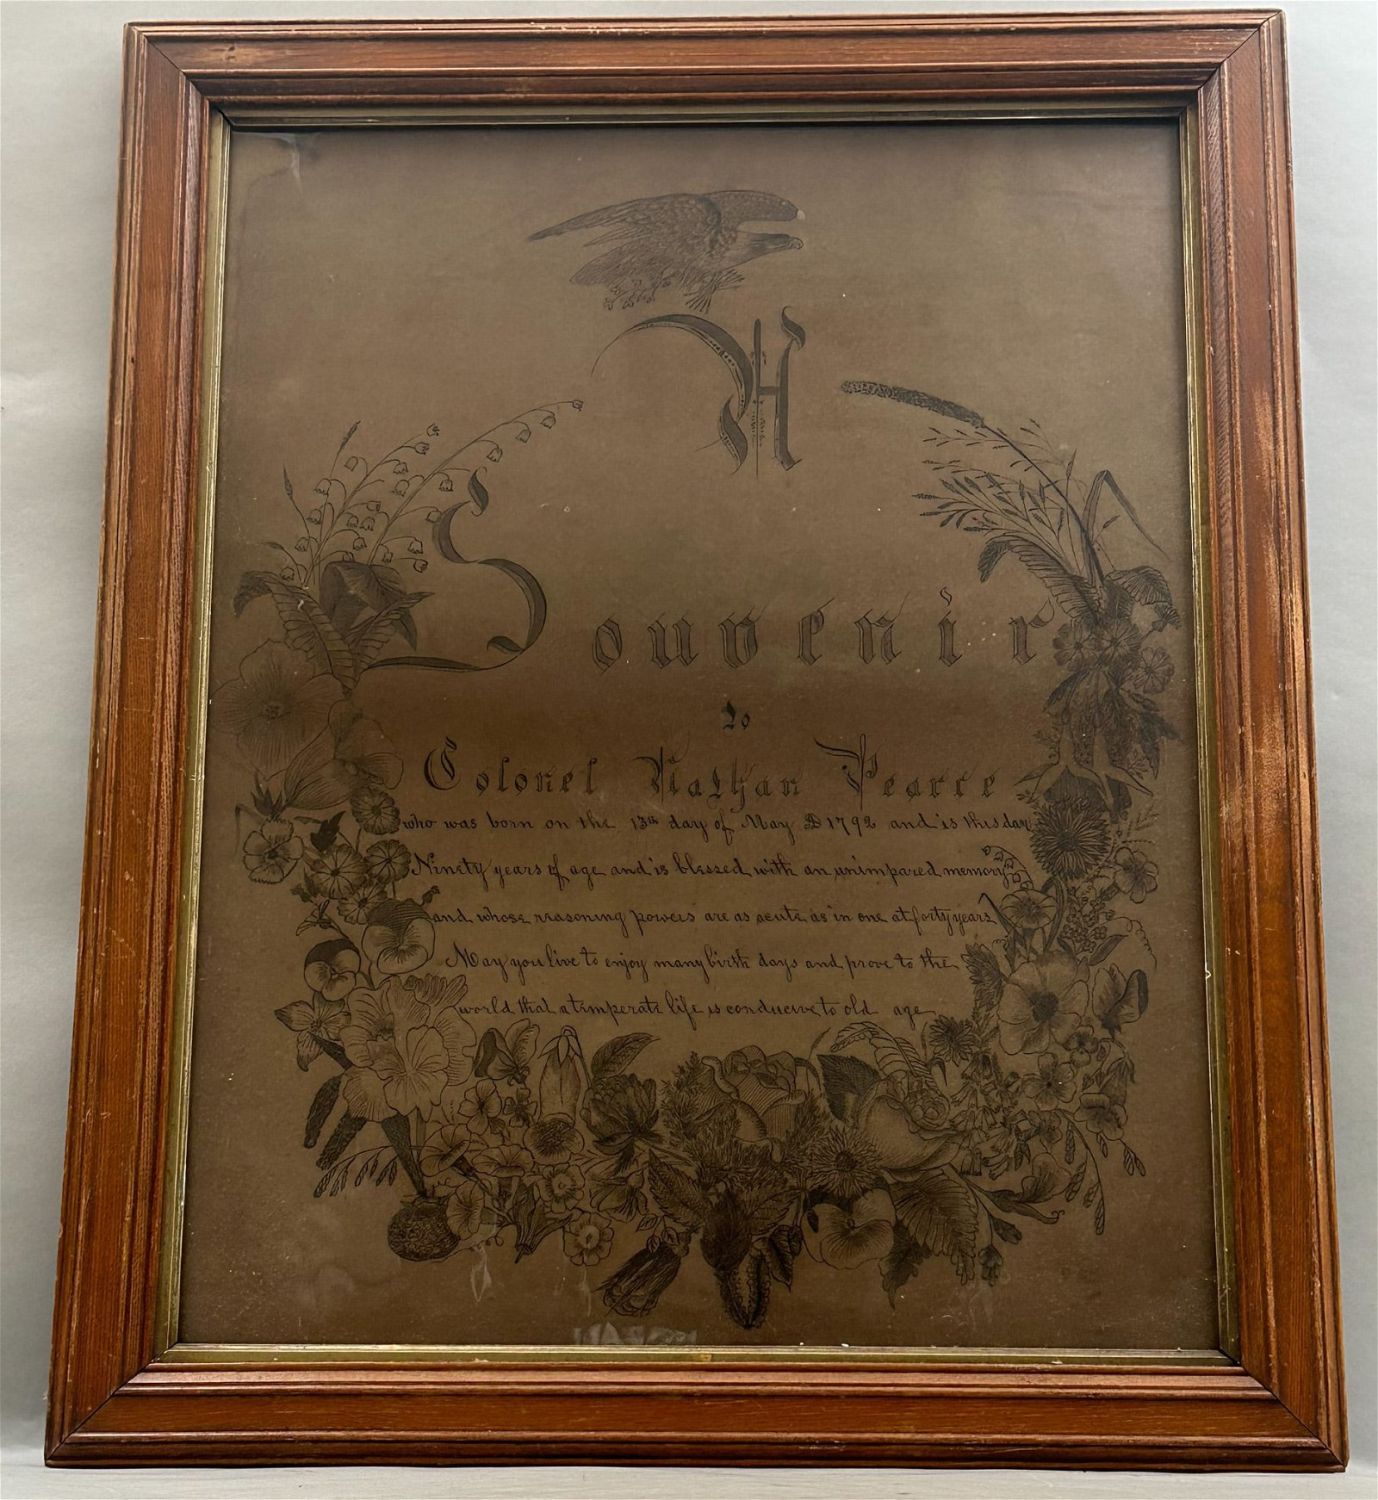 A
Souvenir
to
Colonel Nathan Pearce
who was born on the 13th day of May AD 1792 and is this day
Ninety years of age and is blessed with an unimpared memory
and whose reasoning powers are as acute as in one at forty years
May you live to enjoy many birth days and prove to the
world that a temperate life is conducive to old age